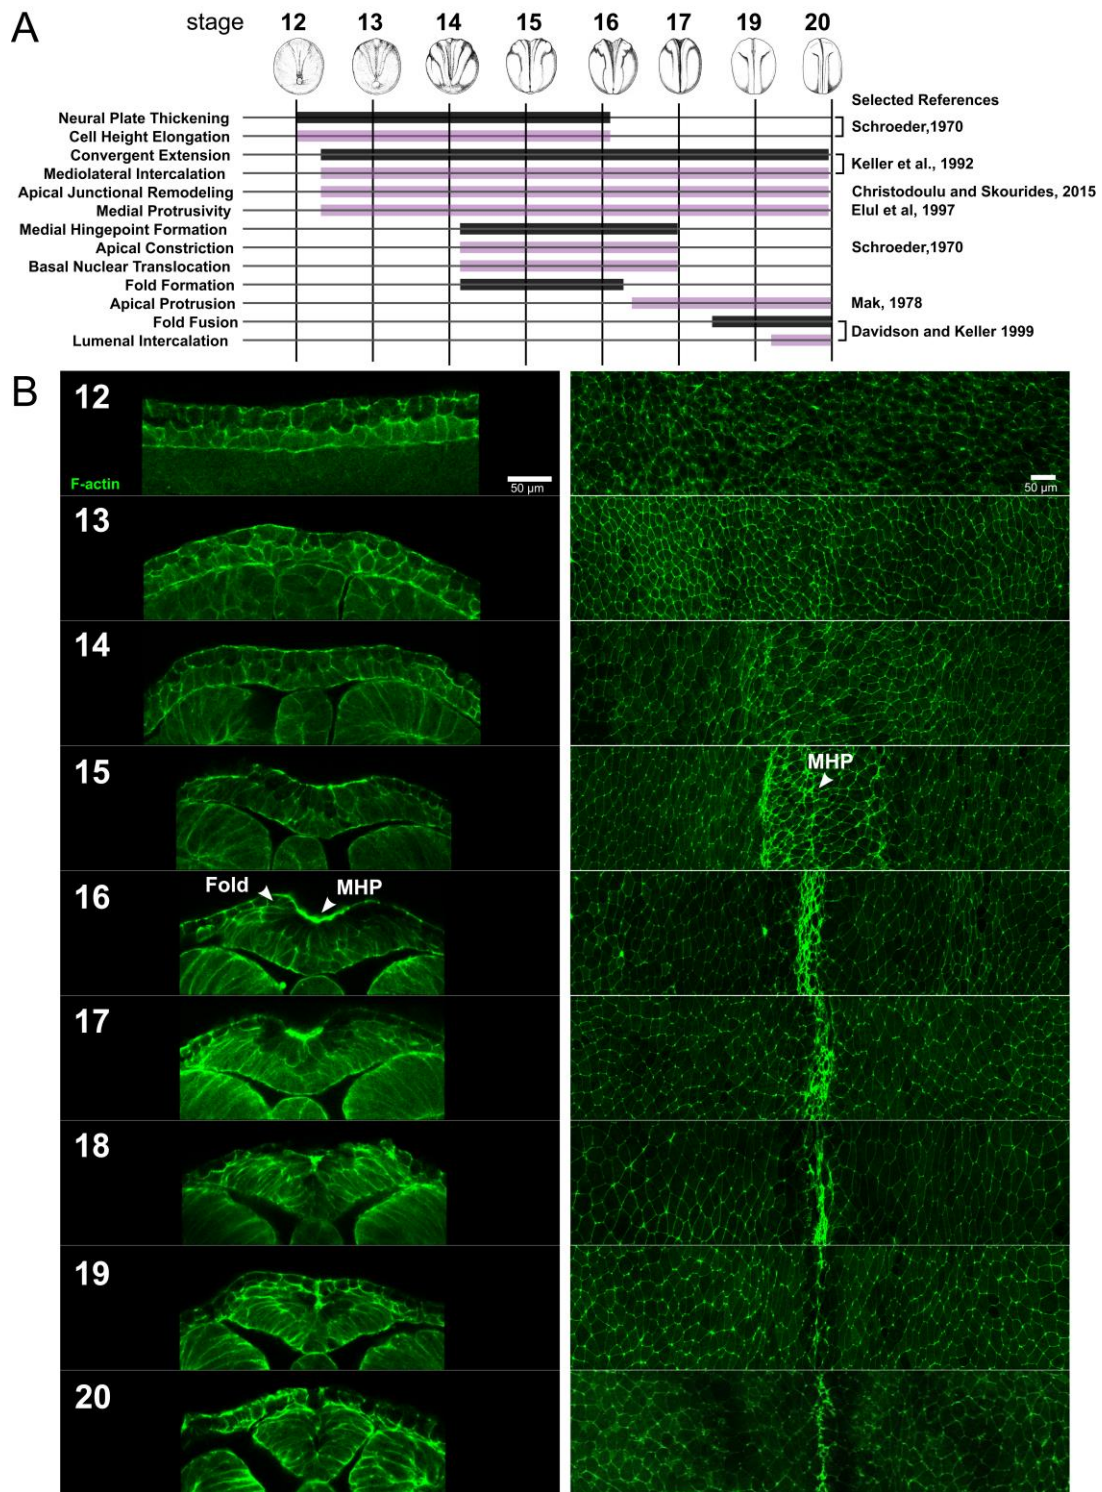 A
stage 12 13 14 15 16 17 19 20
Selected References
Neural Plate Thickening
Cell Height Elongation
Schroeder,1970
Convergent Extension
Mediolateral Intercalation
Keller et al., 1992
Apical Junctional Remodeling
Christodoulu and Skourides, 2015
Medial Protrusivity
Elul et al, 1997
Medial Hingepoint Formation
Apical Constriction
Schroeder,1970
Basal Nuclear Translocation
Fold Formation
Apical Protrusion
Mak, 1978
Fold Fusion
Lumenal Intercalation
Davidson and Keller 1999
B
12
F-actin
50 µm
50 µm
13
14
15
MHP
16
Fold
MHP
17
18
19
20